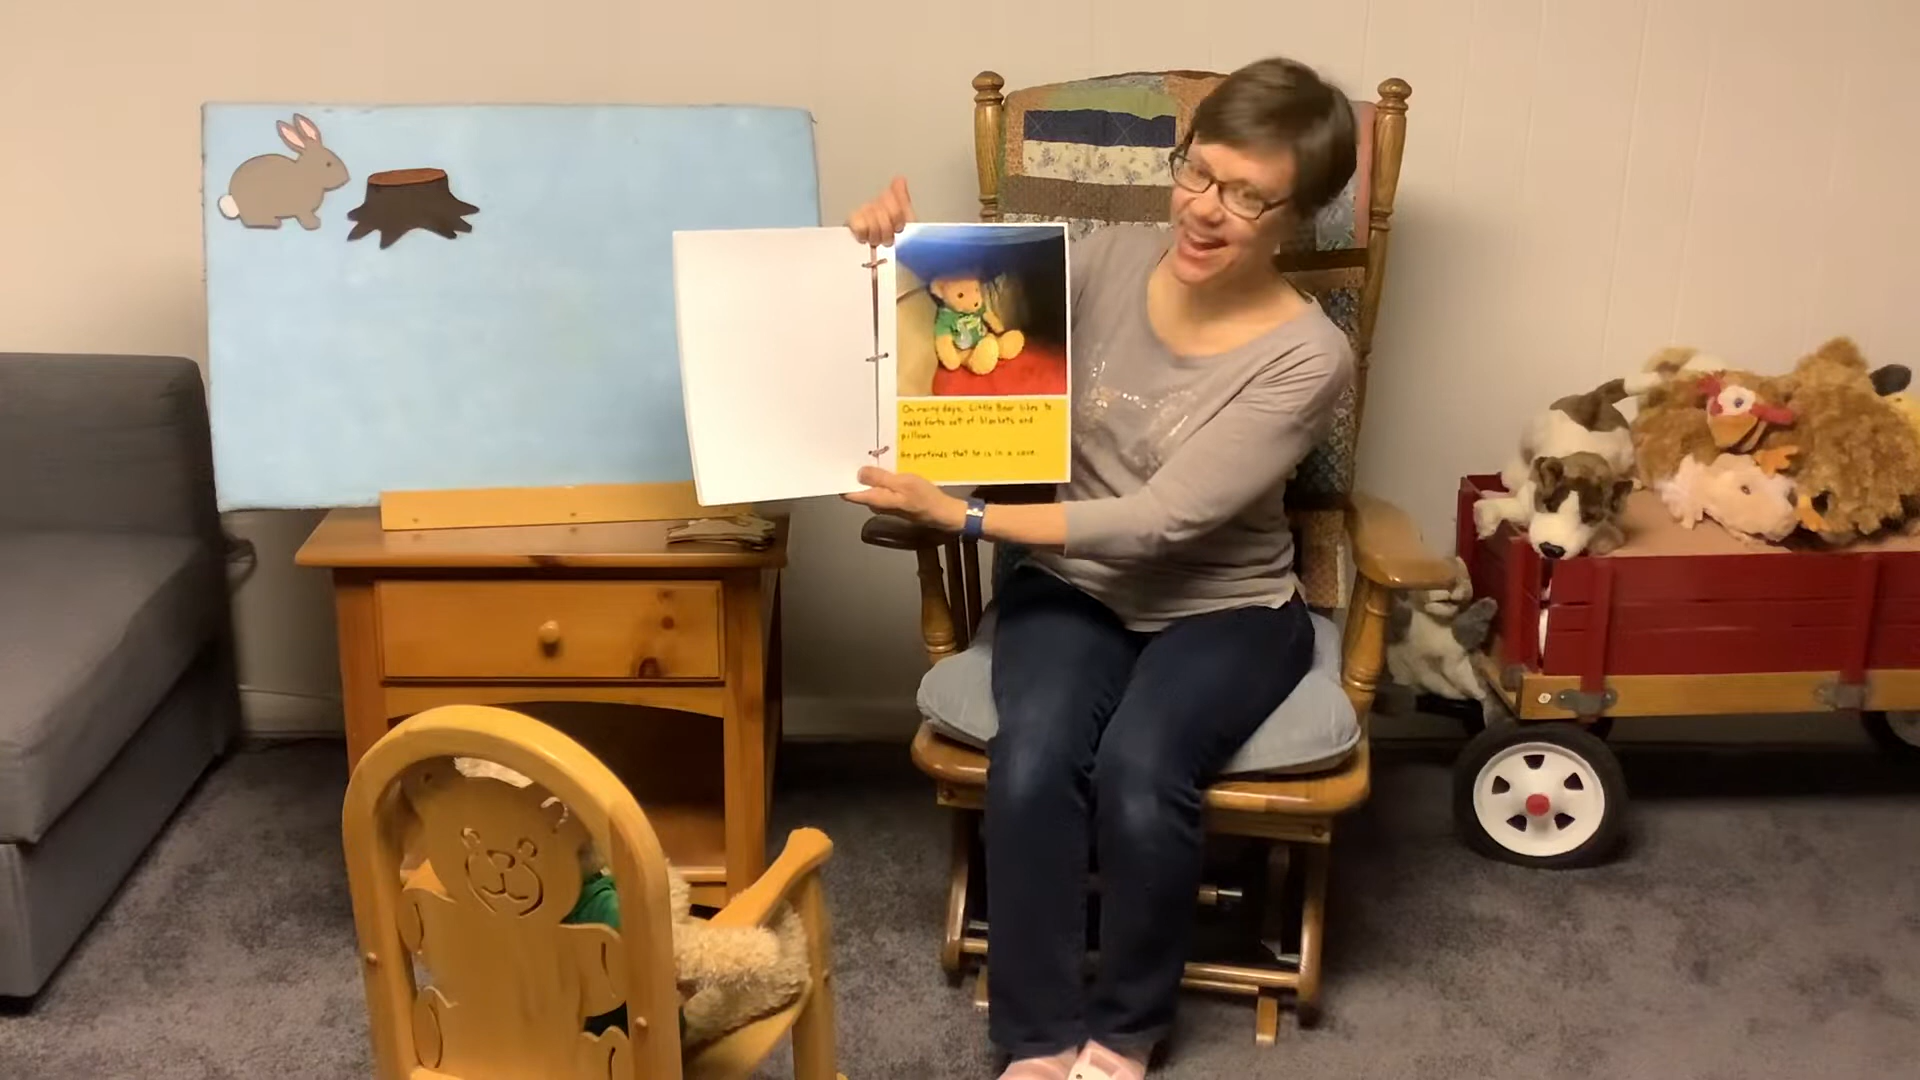 On rainy days, Little Bear likes to
make forts out of blankets and
pillows.
He pretends that he is in a cave.